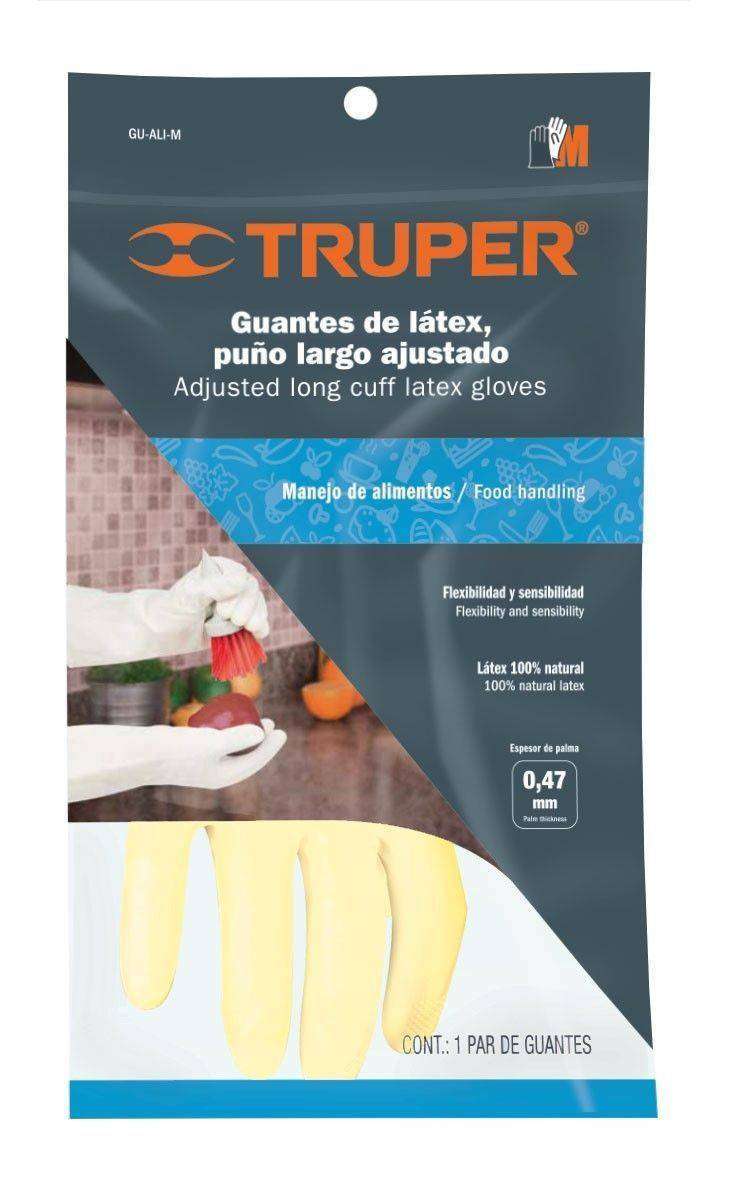 GU-ALI-M
M
TRUPER®
Guantes de látex,
puño largo ajustado
Adjusted long cuff latex gloves
Manejo de alimentos / Food handling
Flexibilidad y sensibilidad
Flexibility and sensibility
Látex 100% natural
100% natural latex
Espesor de palma
0,47
mm
Palm thickness
CONT.: 1 PAR DE GUANTES